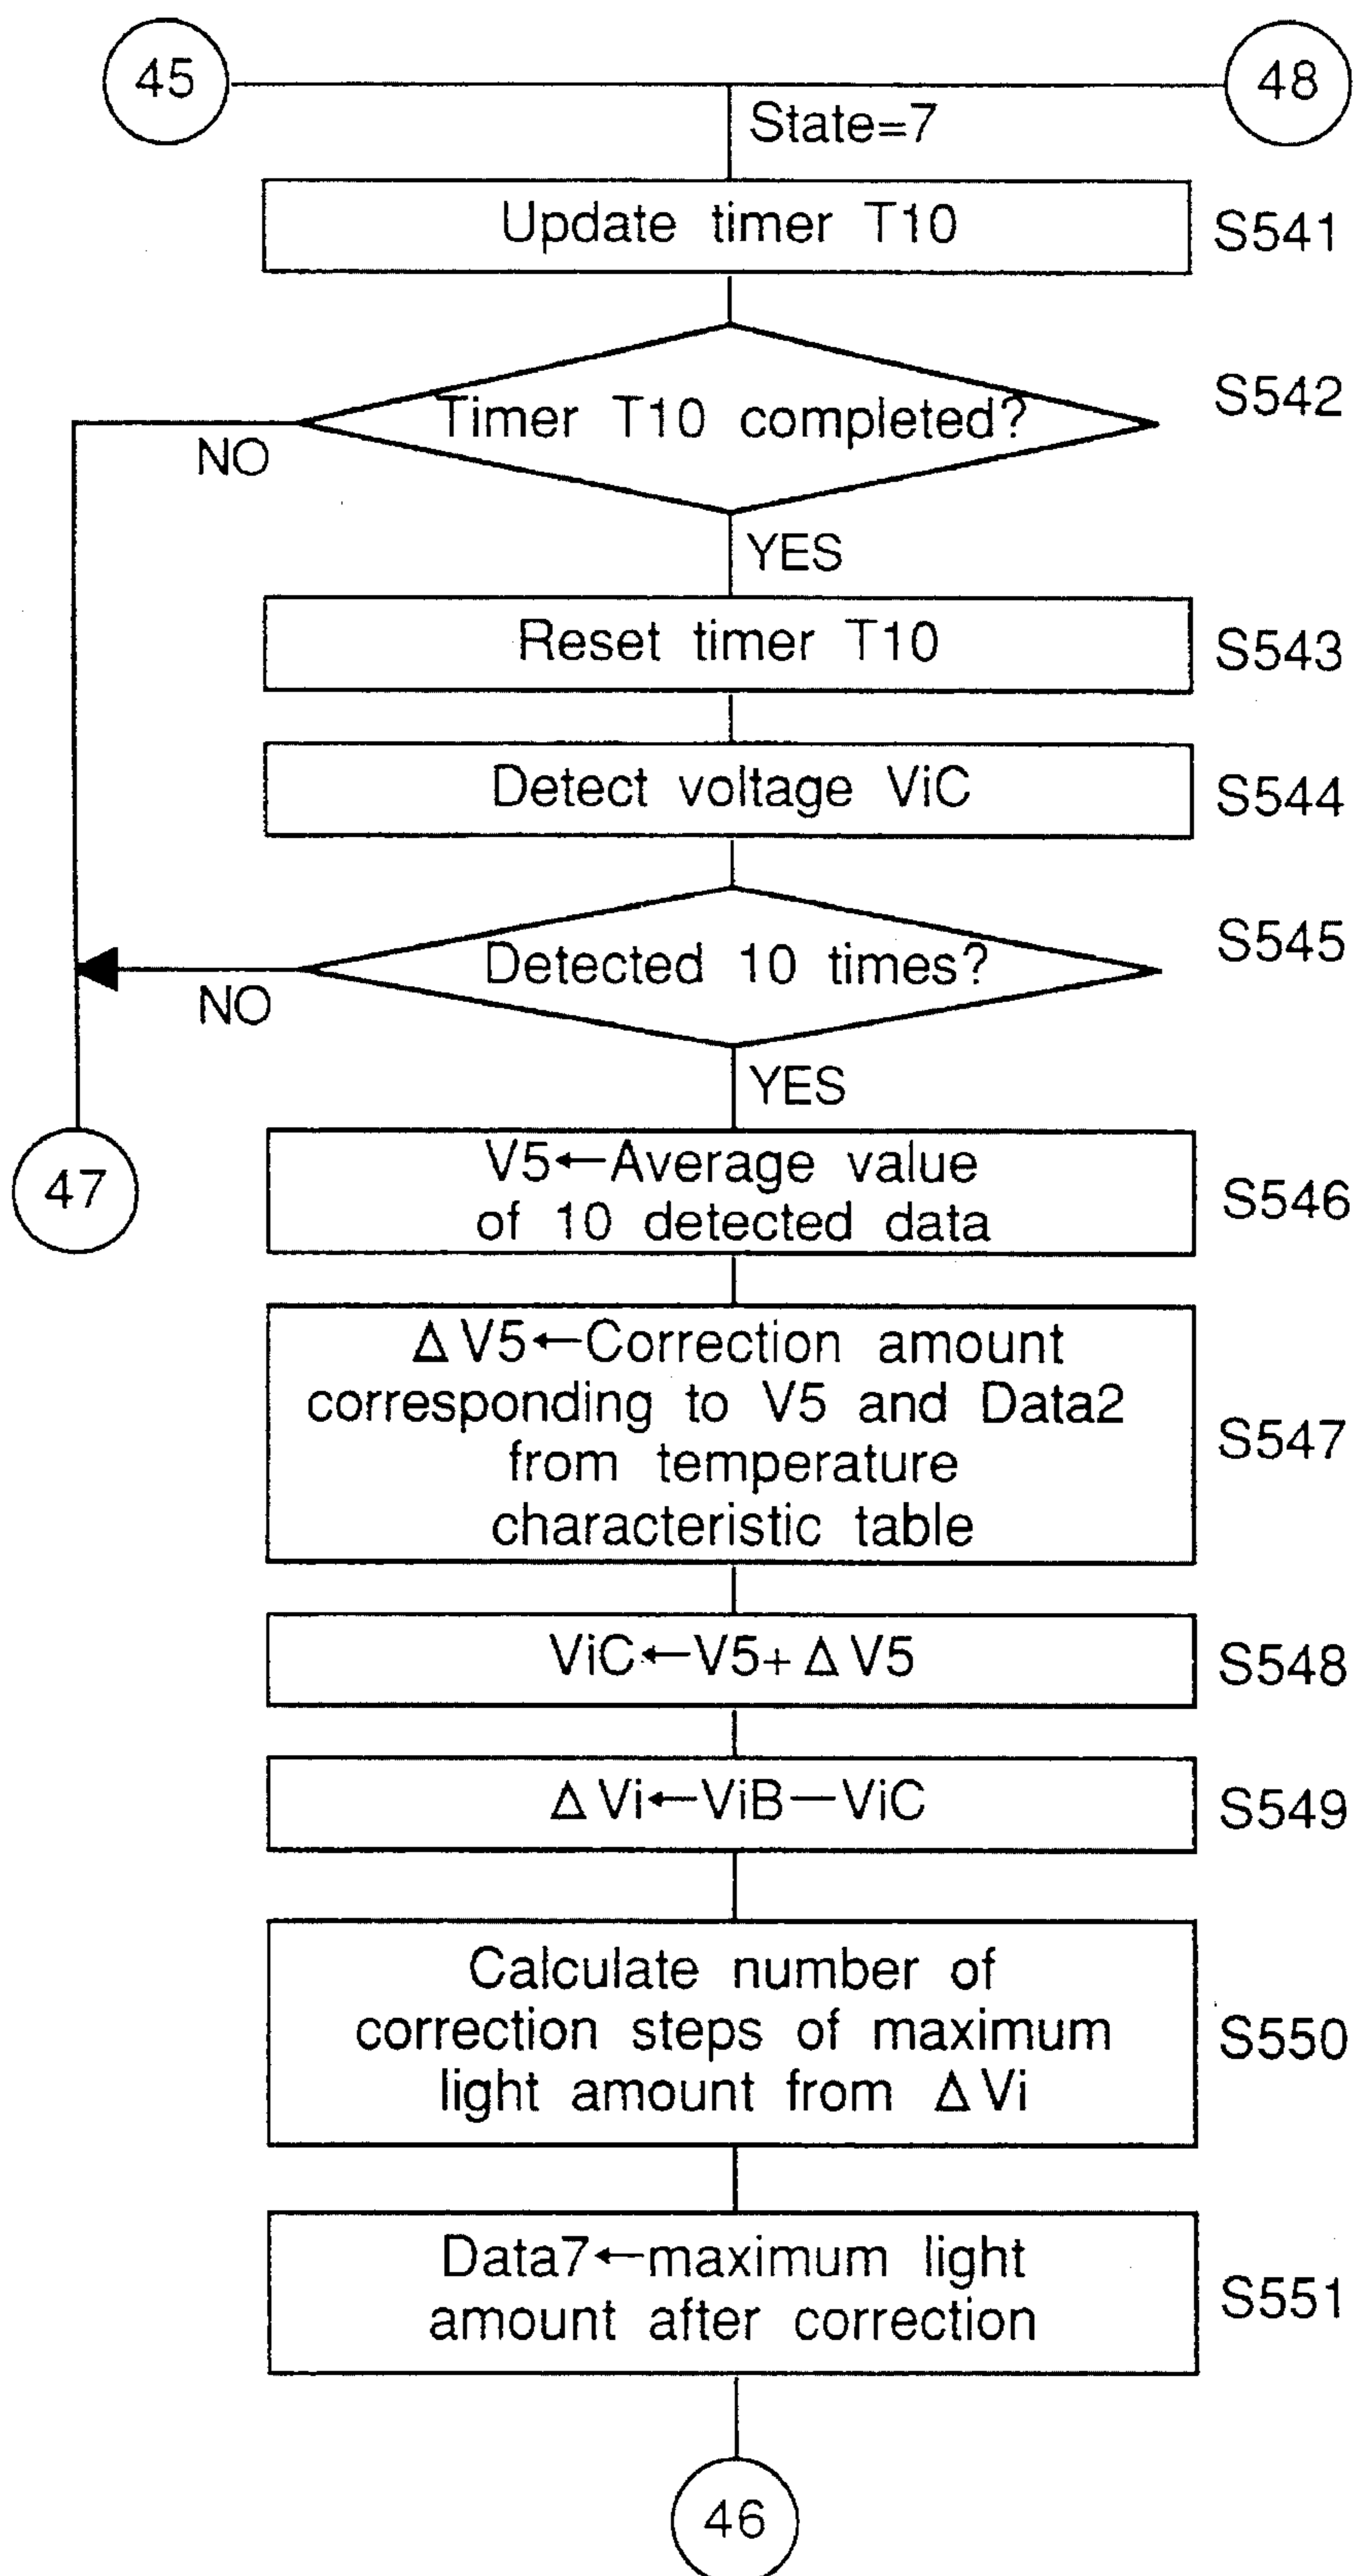 45
48
State=7
Update timer T10
S541
Timer T10 completed?
S542
NO
YES
Reset timer T10
S543
Detect voltage ViC
S544
Detected 10 times?
S545
NO
YES
47
V5←Average value
of 10 detected data
S546
ΔV5←Correction amount
corresponding to V5 and Data2
from temperature
characteristic table
S547
ViC←V5+ΔV5
S548
ΔVi←ViB—ViC
S549
Calculate number of
correction steps of maximum
light amount from ΔVi
S550
Data7←maximum light
amount after correction
S551
46